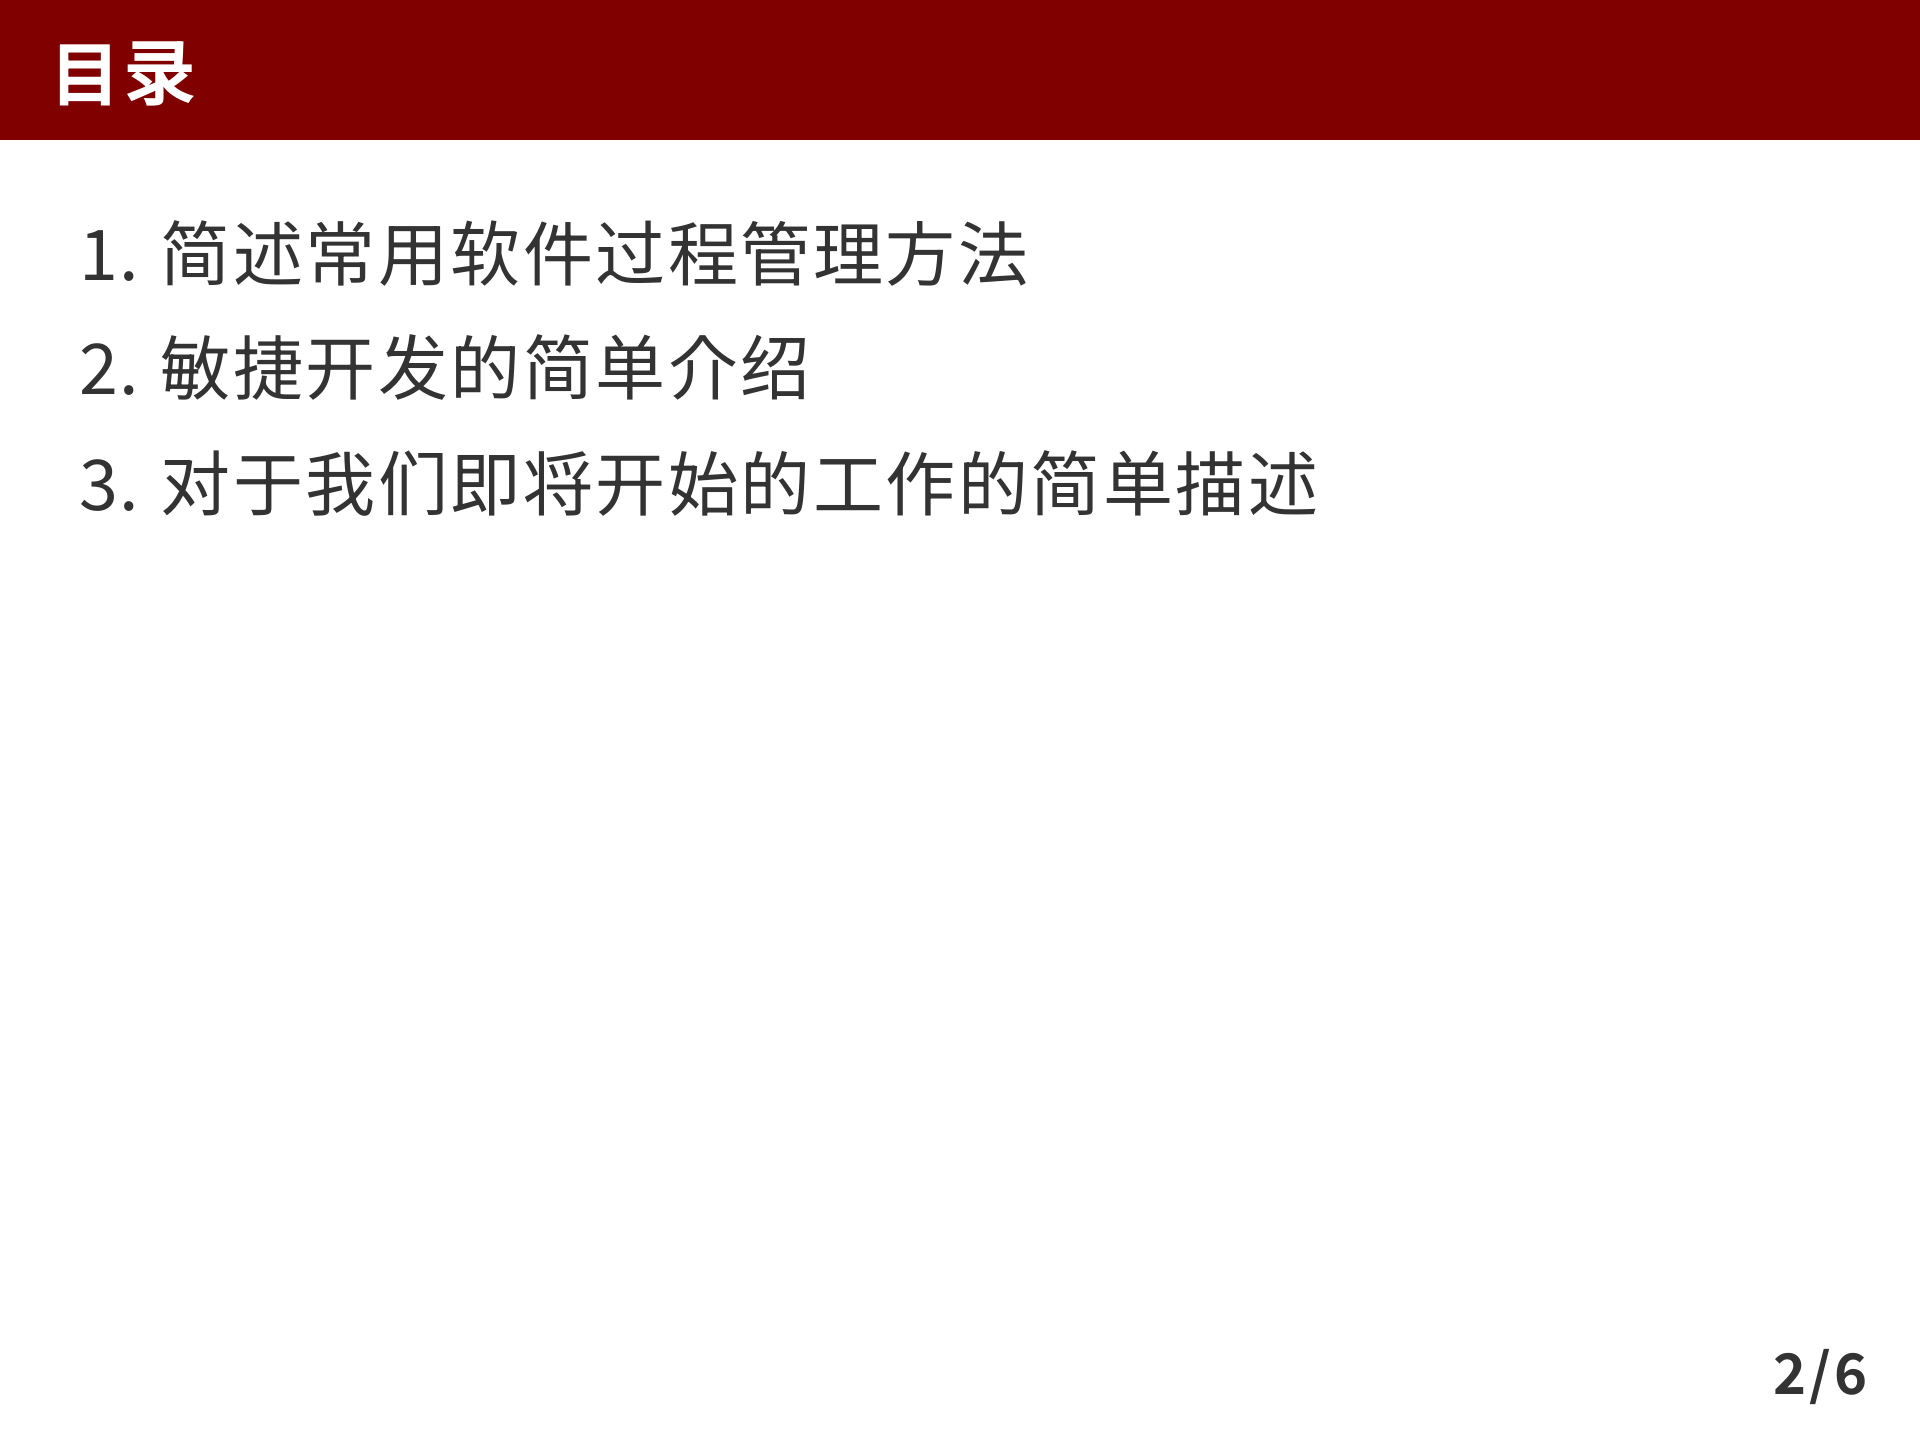 目录
1. 简述常用软件过程管理方法
2. 敏捷开发的简单介绍
3. 对于我们即将开始的工作的简单描述
2/6